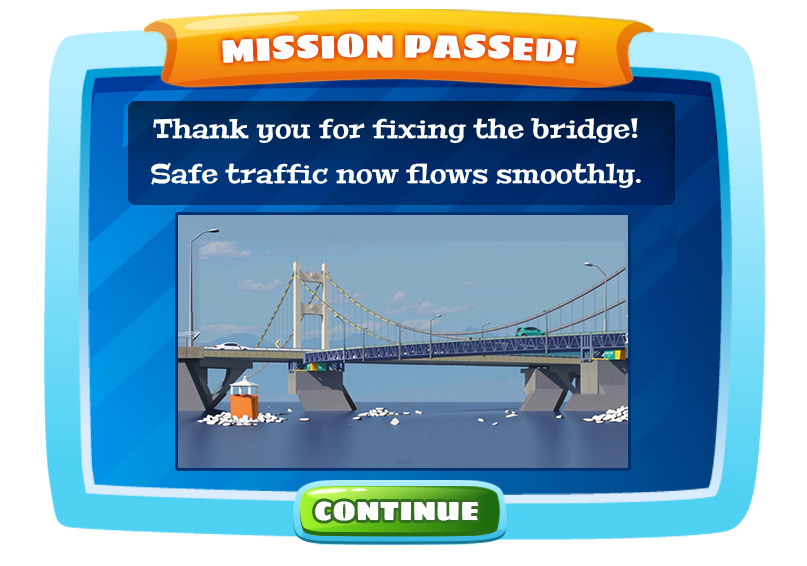 MISSION PASSED!
Thank you for fixing the bridge!
Safe traffic now flows smoothly.
CONTINUE